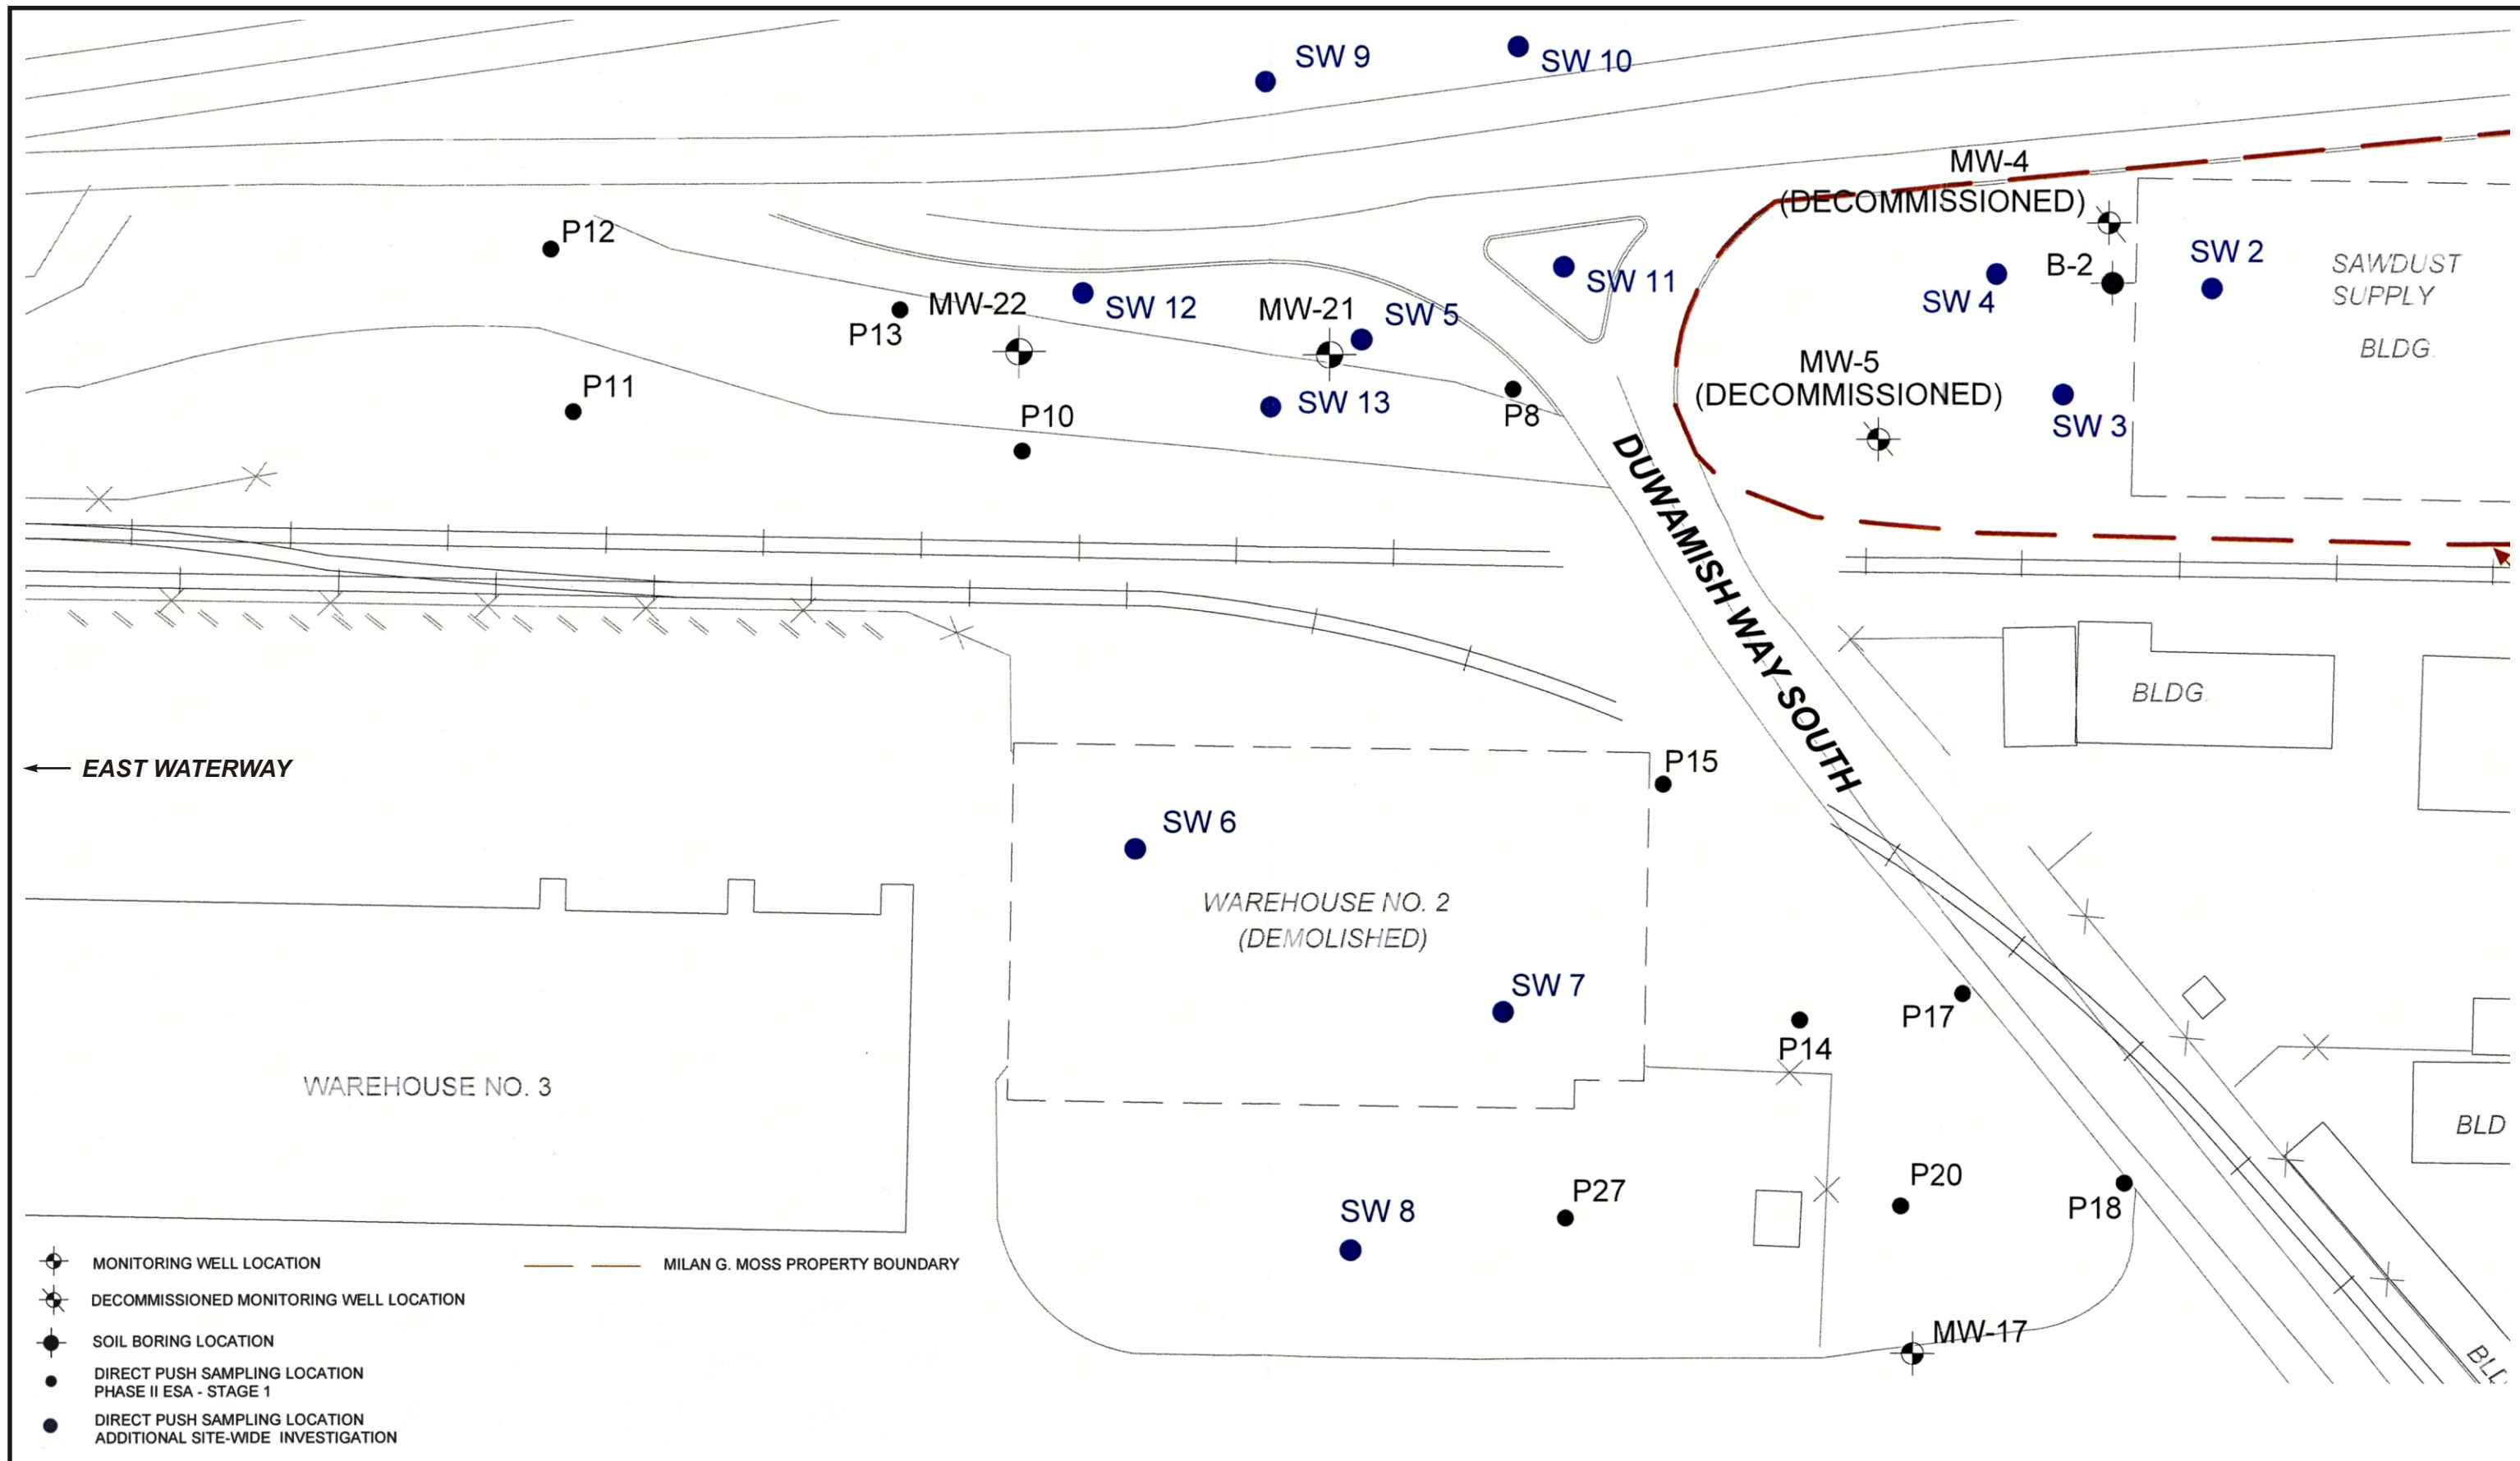 SW 9
SW 10
MW-4
(DECOMMISSIONED)
P12
SW 11
B-2
SW 2
SAWDUST
SUPPLY
BLDG.
SW 4
MW-22
SW 12
MW-21
SW 5
P13
MW-5
(DECOMMISSIONED)
P11
P10
SW 13
P8
SW 3
DUWAMISH WAY SOUTH
BLDG.
EAST WATERWAY
P15
SW 6
WAREHOUSE NO. 2
(DEMOLISHED)
SW 7
P17
P14
WAREHOUSE NO. 3
BLD
P27
P20
SW 8
P18
MW-17
BLD
MONITORING WELL LOCATION
MILAN G. MOSS PROPERTY BOUNDARY
DECOMMISSIONED MONITORING WELL LOCATION
SOIL BORING LOCATION
DIRECT PUSH SAMPLING LOCATION
PHASE II ESA - STAGE 1
DIRECT PUSH SAMPLING LOCATION
ADDITIONAL SITE-WIDE INVESTIGATION